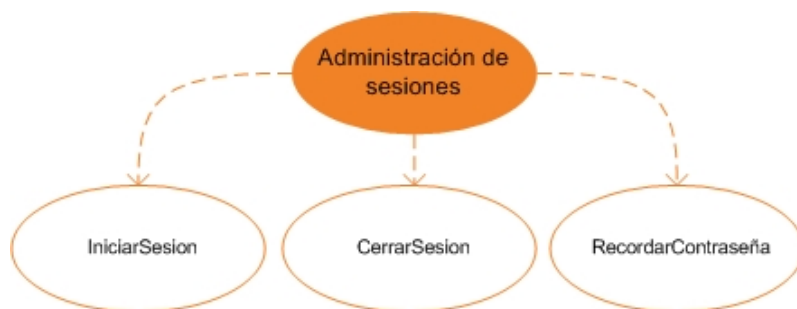 Administración de
sesiones
IniciarSesion
CerrarSesion
RecordarContraseña